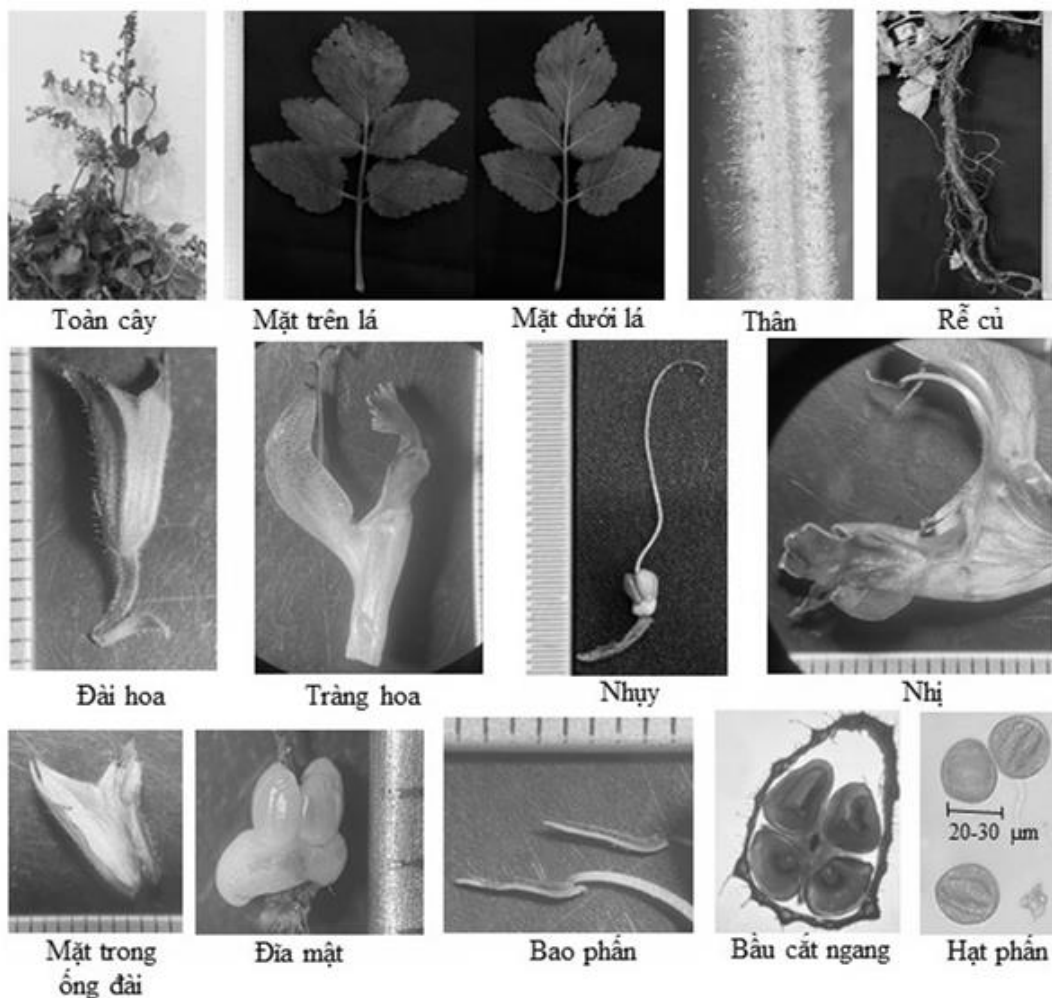 Toàn cây
Mặt trên lá
Mặt dưới lá
Thân
Rễ củ
Đài hoa
Tràng hoa
Nhụy
Nhị
20-30 µm
Mặt trong
ống đài
Đĩa mật
Bao phấn
Bầu cắt ngang
Hạt phấn